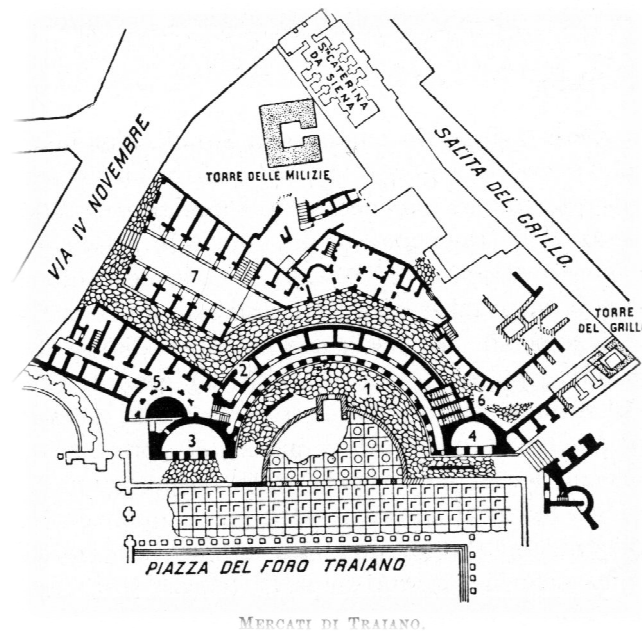 Sᵗᵃ CATERINA
DA SIENA
SALITA DEL GRILLO.
VIA IV NOVEMBRE
TORRE DELLE MILIZIE
7
TORRE
DEL GRILLO
2
1
5
6
3
4
PIAZZA DEL FORO TRAIANO
MERCATI DI TRAIANO.